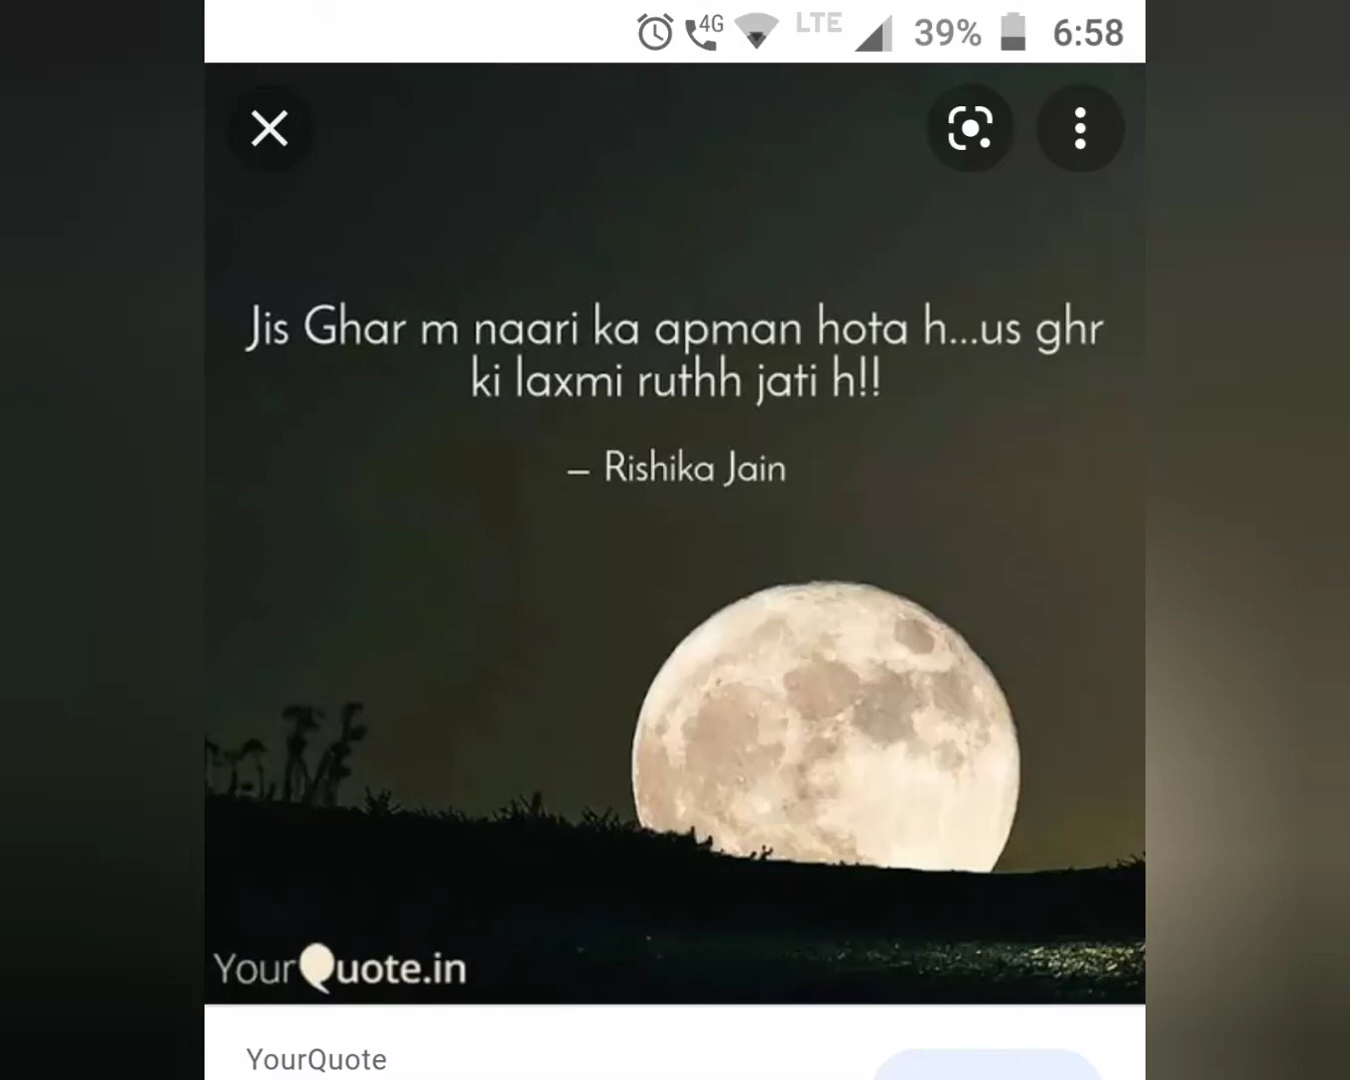 4G LTE 39% 6:58
Jis Ghar m naari ka apman hota h...us ghr
ki laxmi ruthh jati h!!
– Rishika Jain
YourQuote.in
YourQuote